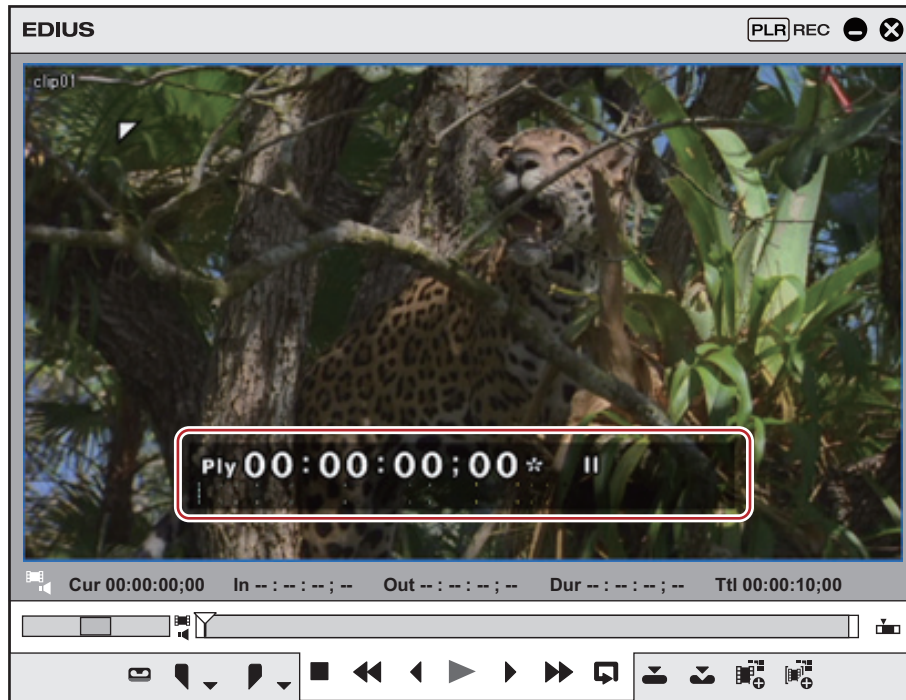 EDIUS
PLR REC
clip01
Ply 00:00:00;00* II
Cur 00:00:00;00 In -- : -- : -- ; -- Out -- : -- : -- ; -- Dur -- : -- : -- ; -- Ttl 00:00:10;00